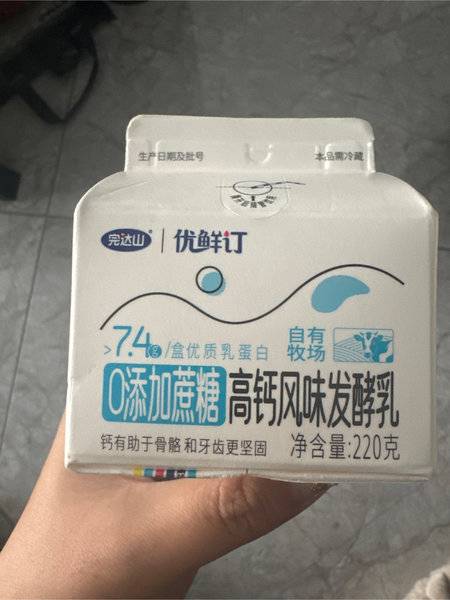 生产日期及批号
本品需冷藏
完达山 优鲜订
>7.4g/盒优质乳蛋白
自有
牧场
0添加蔗糖 高钙风味发酵乳
钙有助于骨骼和牙齿更坚固
净含量:220克